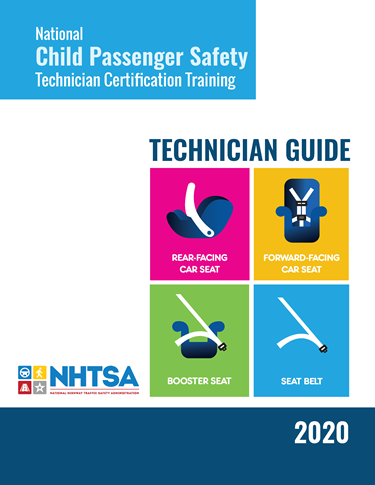 National
Child Passenger Safety
Technician Certification Training
TECHNICIAN GUIDE
REAR-FACING
CAR SEAT
FORWARD-FACING
CAR SEAT
BOOSTER SEAT
SEAT BELT
NHTSA
NATIONAL HIGHWAY TRAFFIC SAFETY ADMINISTRATION
2020